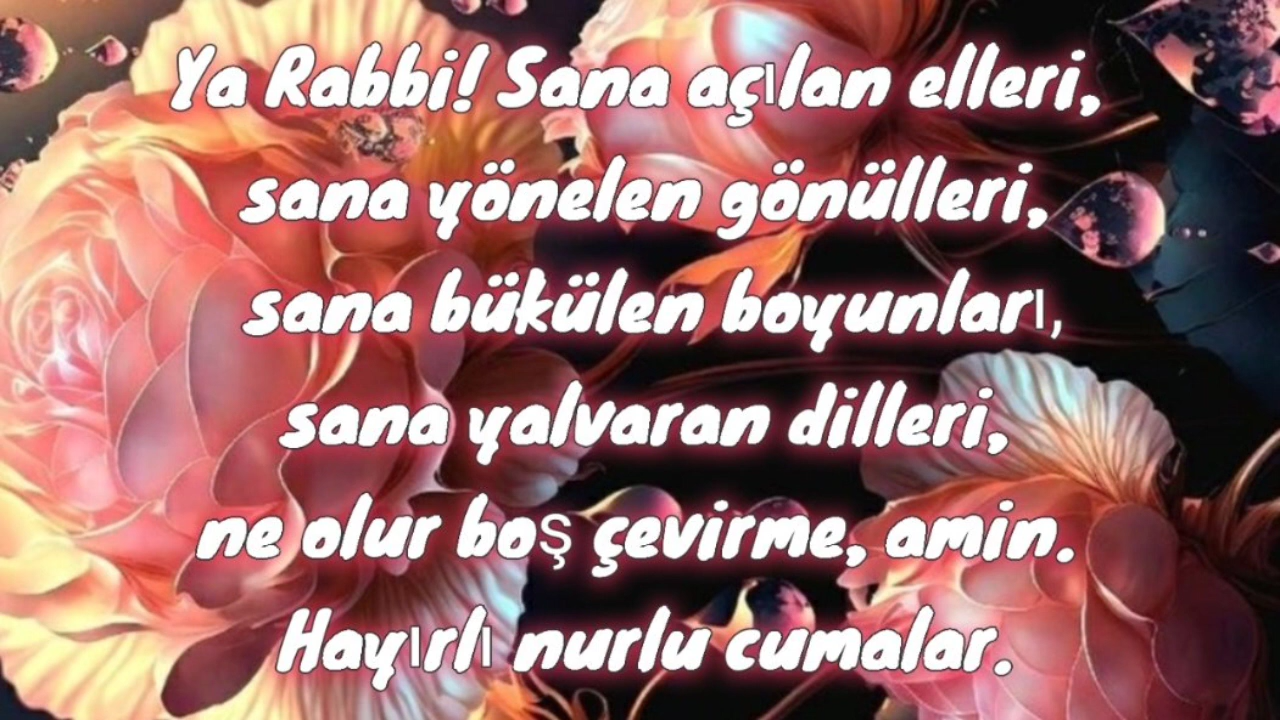 Ya Rabbi! Sana açılan elleri,
sana yönelen gönülleri,
sana bükülen boyunları,
sana yalvaran dilleri,
ne olur boş çevirme, amin.
Hayırlı nurlu cumalar.